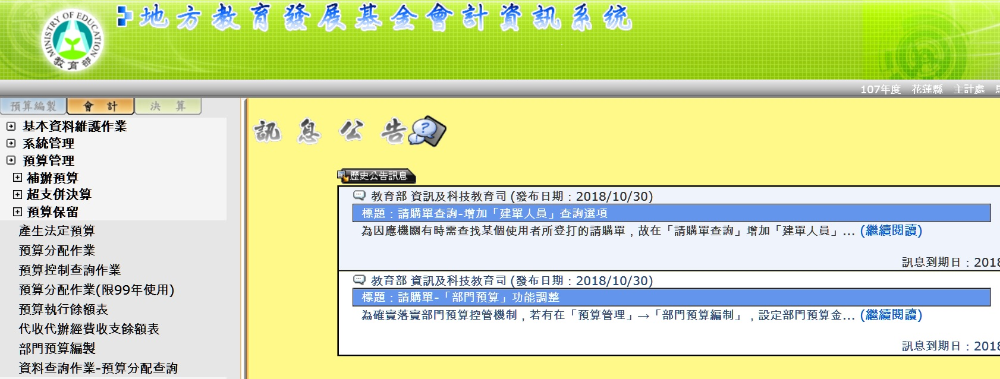 地方教育發展基金會計資訊系統
MINISTRY OF EDUCATION
教育部
107年度 花蓮縣 主計處
預算編製 會 計 決 算
基本資料維護作業
系統管理
預算管理
補辦預算
超支併決算
預算保留
產生法定預算
預算分配作業
預算控制查詢作業
預算分配作業(限99年使用)
預算執行餘額表
代收代辦經費收支餘額表
部門預算編製
資料查詢作業-預算分配查詢
訊息公告
歷史公告訊息
教育部 資訊及科技教育司 (發布日期：2018/10/30)
標題：請購單查詢-增加「建單人員」查詢選項
為因應機關有時需查找某個使用者所登打的請購單，故在「請購單查詢」增加「建單人員」... (繼續閱讀)
訊息到期日：2018
教育部 資訊及科技教育司 (發布日期：2018/10/30)
標題：請購單-「部門預算」功能調整
為確實落實部門預算控管機制，若有在「預算管理」→「部門預算編制」，設定部門預算金... (繼續閱讀)
訊息到期日：2018